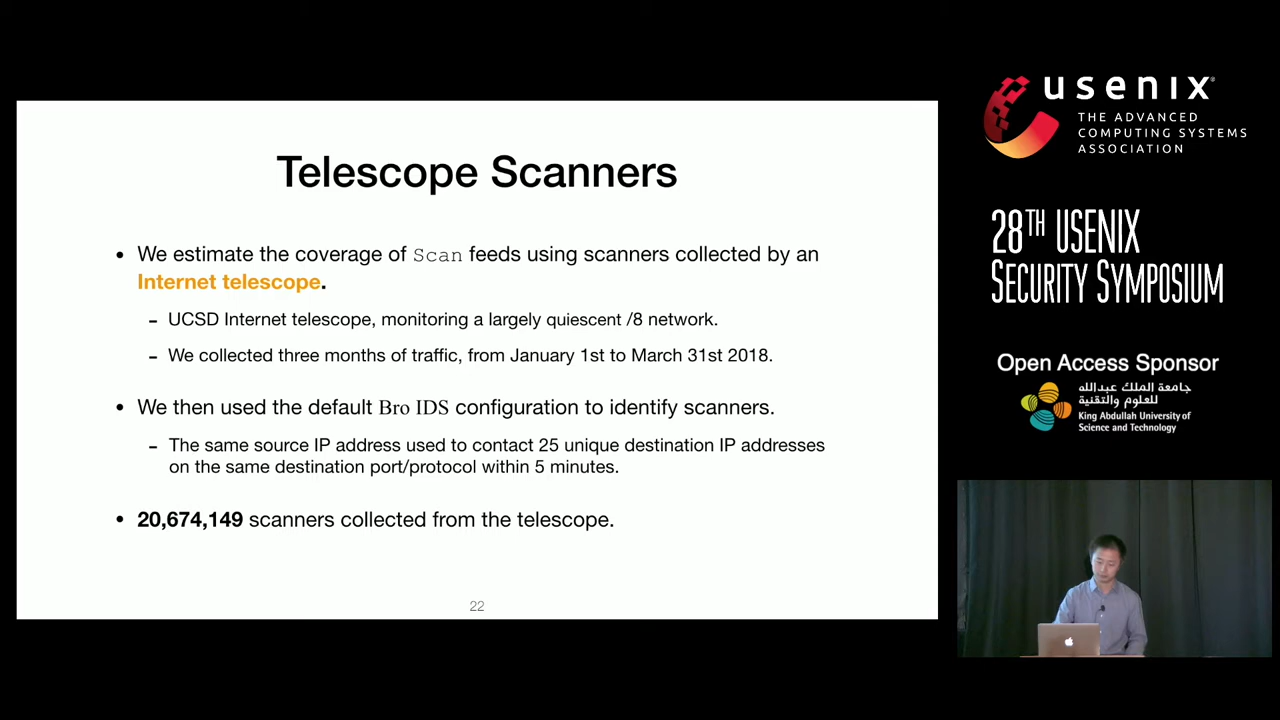 Telescope Scanners
• We estimate the coverage of Scan feeds using scanners collected by an
Internet telescope.
– UCSD Internet telescope, monitoring a largely quiescent /8 network.
– We collected three months of traffic, from January 1st to March 31st 2018.
• We then used the default Bro IDS configuration to identify scanners.
– The same source IP address used to contact 25 unique destination IP addresses
on the same destination port/protocol within 5 minutes.
• 20,674,149 scanners collected from the telescope.
22
usenix®
THE ADVANCED
COMPUTING SYSTEMS
ASSOCIATION
28TH USENIX
SECURITY SYMPOSIUM
Open Access Sponsor
جامعة الملك عبدالله
للعلوم والتقنية
King Abdullah University of
Science and Technology